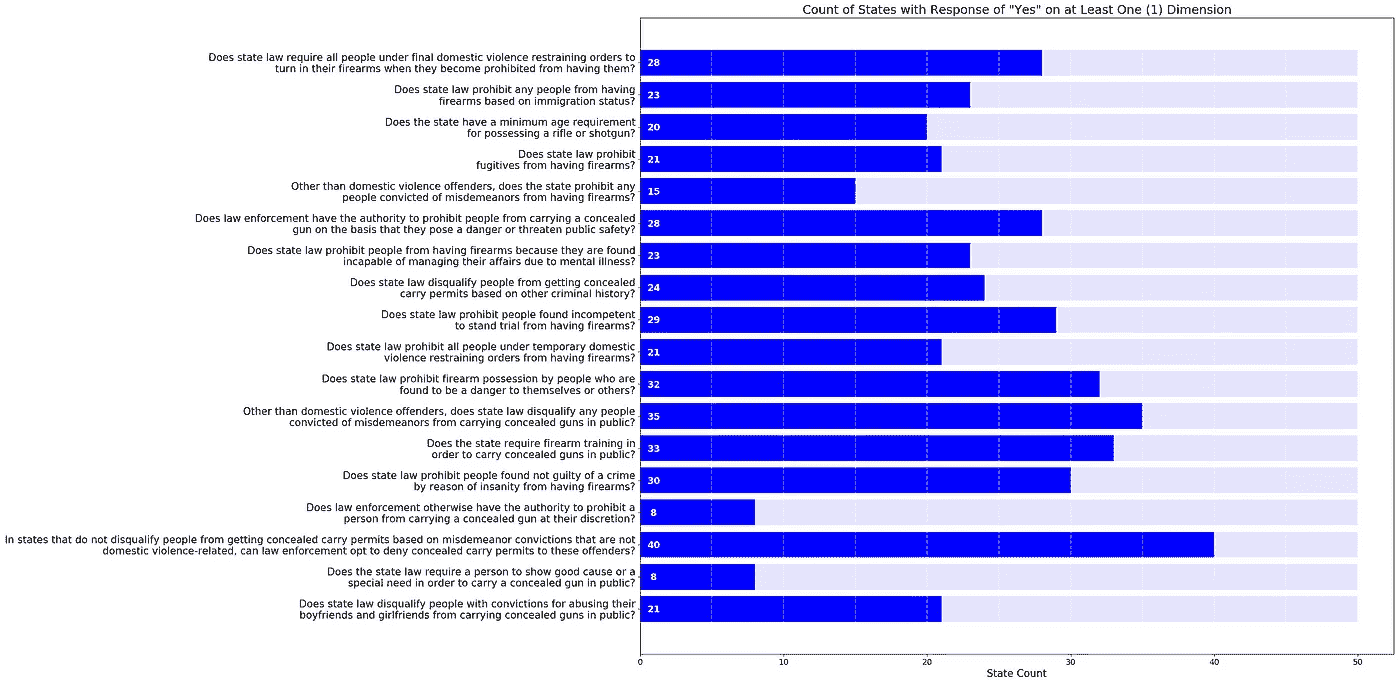 Count of States with Response of "Yes" on at Least One (1) Dimension
Does state law require all people under final domestic violence restraining orders to
turn in their firearms when they become prohibited from having them?
28
Does state law prohibit any people from having
firearms based on immigration status?
23
Does the state have a minimum age requirement
for possessing a rifle or shotgun?
20
Does state law prohibit
fugitives from having firearms?
21
Other than domestic violence offenders, does the state prohibit any
people convicted of misdemeanors from having firearms?
15
Does law enforcement have the authority to prohibit people from carrying a concealed
gun on the basis that they pose a danger or threaten public safety?
28
Does state law prohibit people from having firearms because they are found
incapable of managing their affairs due to mental illness?
23
Does state law disqualify people from getting concealed
carry permits based on other criminal history?
24
Does state law prohibit people found incompetent
to stand trial from having firearms?
29
Does state law prohibit all people under temporary domestic
violence restraining orders from having firearms?
21
Does state law prohibit firearm possession by people who are
found to be a danger to themselves or others?
32
Other than domestic violence offenders, does state law disqualify any people
convicted of misdemeanors from carrying concealed guns in public?
35
Does the state require firearm training in
order to carry concealed guns in public?
33
Does state law prohibit people found not guilty of a crime
by reason of insanity from having firearms?
30
Does law enforcement otherwise have the authority to prohibit a
person from carrying a concealed gun at their discretion?
8
In states that do not disqualify people from getting concealed carry permits based on misdemeanor convictions that are not
domestic violence-related, can law enforcement opt to deny concealed carry permits to these offenders?
40
Does the state law require a person to show good cause or a
special need in order to carry a concealed gun in public?
8
Does state law disqualify people with convictions for abusing their
boyfriends and girlfriends from carrying concealed guns in public?
21
0 10 20 30 40 50
State Count